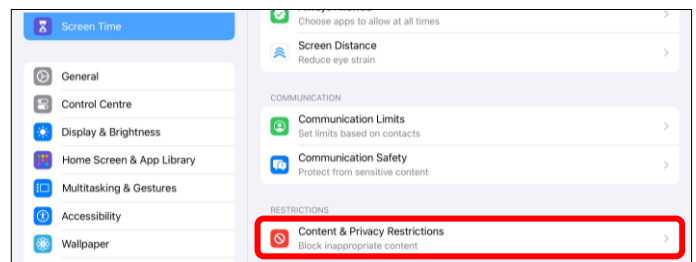 Screen Time
General
Control Centre
Display & Brightness
Home Screen & App Library
Multitasking & Gestures
Accessibility
Wallpaper
Always Allowed
Choose apps to allow at all times
Screen Distance
Reduce eye strain
COMMUNICATION
Communication Limits
Set limits based on contacts
Communication Safety
Protect from sensitive content
RESTRICTIONS
Content & Privacy Restrictions
Block inappropriate content